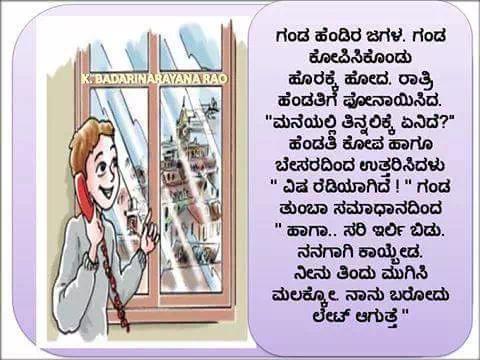 K. BADARINARAYANA RAO
ಗಂಡ ಹೆಂಡಿರ ಜಗಳ. ಗಂಡ
ಕೋಪಿಸಿಕೊಂಡು
ಹೊರಕ್ಕೆ ಹೋದ. ರಾತ್ರಿ
ಹೆಂಡತಿಗೆ ಫೋನಾಯಿಸಿದ.
"ಮನೆಯಲ್ಲಿ ತಿನ್ನಲಿಕ್ಕೆ ಏನಿದೆ?"
ಹೆಂಡತಿ ಕೋಪ ಹಾಗೂ
ಬೇಸರದಿಂದ ಉತ್ತರಿಸಿದಳು
" ವಿಷ ರೆಡಿಯಾಗಿದೆ ! " ಗಂಡ
ತುಂಬಾ ಸಮಾಧಾನದಿಂದ
" ಹಾಗಾ.. ಸರಿ ಇರ್ಲಿ ಬಿಡು.
ನನಗಾಗಿ ಕಾಯ್ಬೇಡ.
ನೀನು ತಿಂದು ಮುಗಿಸಿ
ಮಲಕ್ಕೋ. ನಾನು ಬರೋದು
ಲೇಟ್ ಆಗುತ್ತೆ "